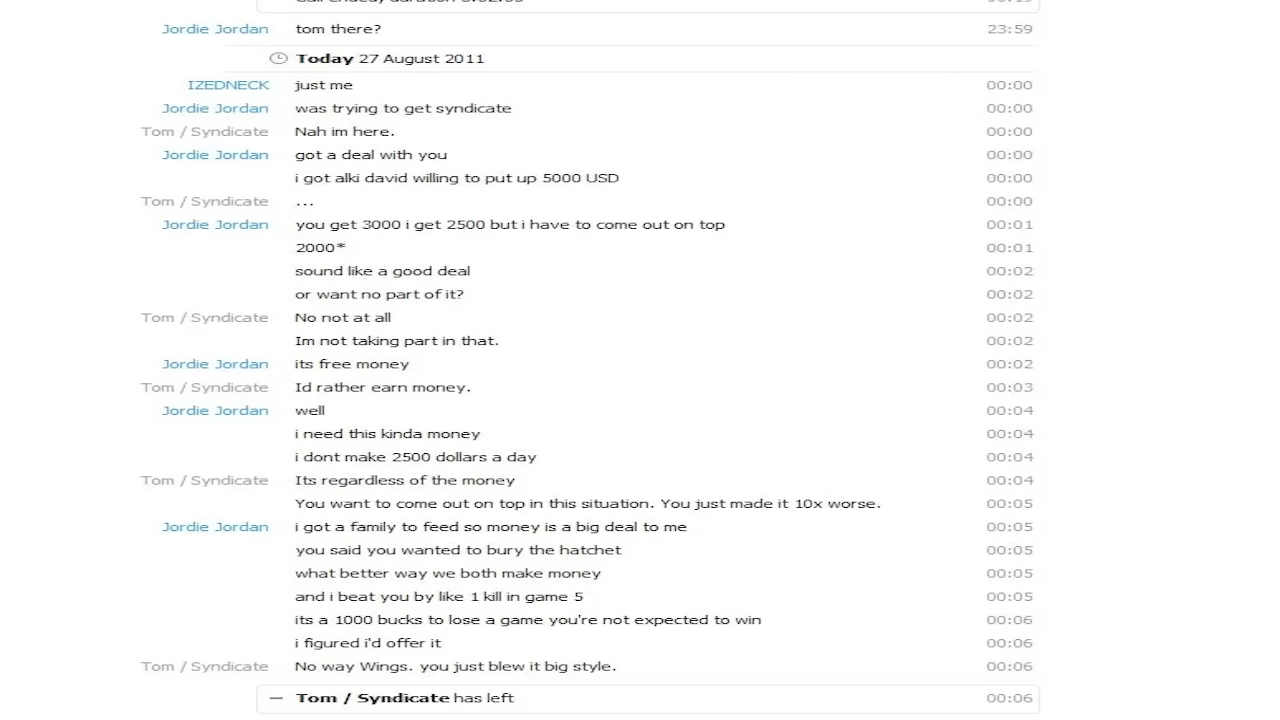 Call ended, duration
Jordie Jordan tom there? 23:59
Today 27 August 2011
IZEDNECK just me 00:00
Jordie Jordan was trying to get syndicate 00:00
Tom / Syndicate Nah im here. 00:00
Jordie Jordan got a deal with you 00:00
i got alki david willing to put up 5000 USD 00:00
Tom / Syndicate ... 00:00
Jordie Jordan you get 3000 i get 2500 but i have to come out on top 00:01
2000* 00:01
sound like a good deal 00:02
or want no part of it? 00:02
Tom / Syndicate No not at all 00:02
Im not taking part in that. 00:02
Jordie Jordan its free money 00:02
Tom / Syndicate Id rather earn money. 00:03
Jordie Jordan well 00:04
i need this kinda money 00:04
i dont make 2500 dollars a day 00:04
Tom / Syndicate Its regardless of the money 00:04
You want to come out on top in this situation. You just made it 10x worse. 00:05
Jordie Jordan i got a family to feed so money is a big deal to me 00:05
you said you wanted to bury the hatchet 00:05
what better way we both make money 00:05
and i beat you by like 1 kill in game 5 00:05
its a 1000 bucks to lose a game you're not expected to win 00:06
i figured i'd offer it 00:06
Tom / Syndicate No way Wings. you just blew it big style. 00:06
Tom / Syndicate has left 00:06